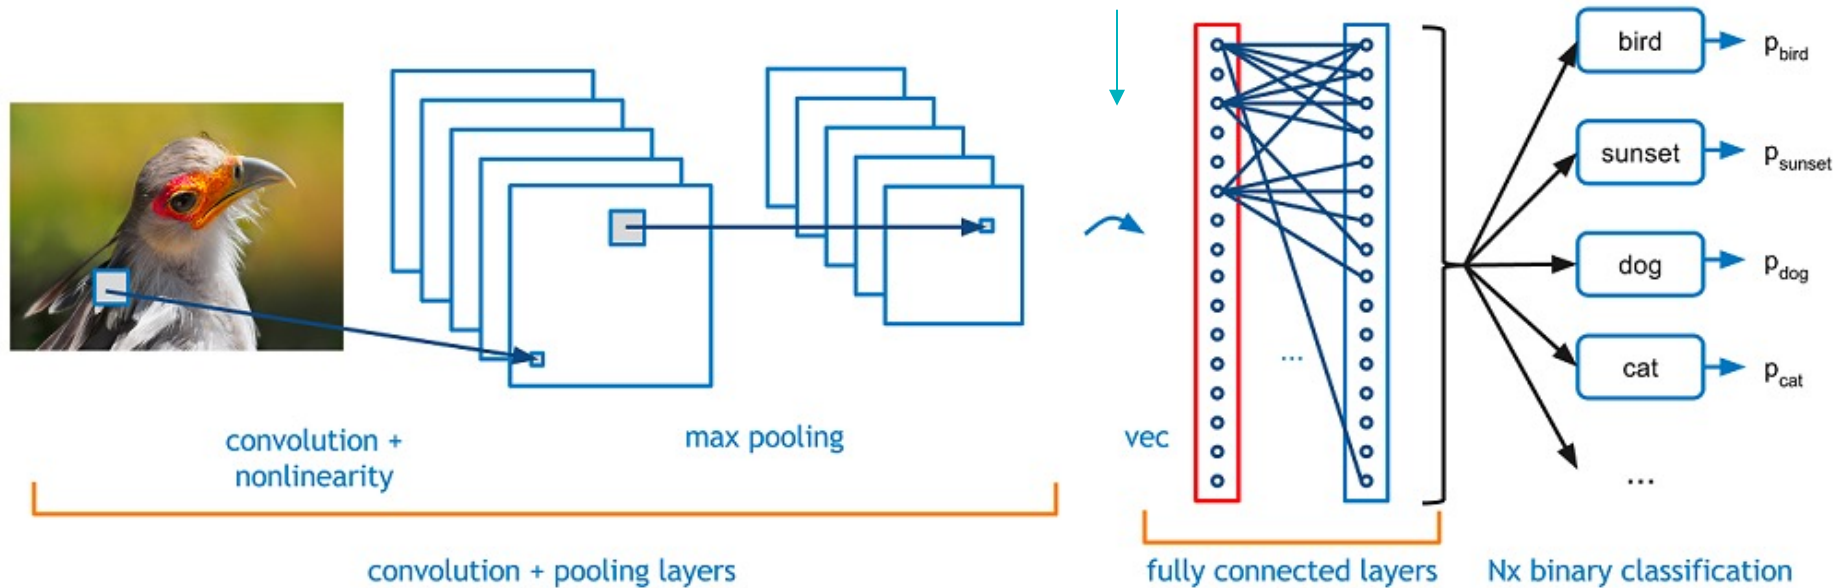 bird
p_bird
sunset
p_sunset
dog
p_dog
cat
p_cat
...
...
convolution +
nonlinearity
max pooling
vec
convolution + pooling layers
fully connected layers
Nx binary classification